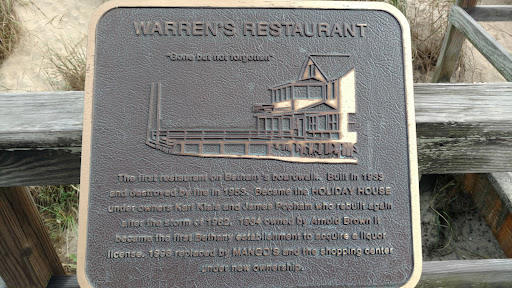 WARREN'S RESTAURANT
"Gone but not forgotten"
The first restaurant on Bethany's boardwalk. Built in 1933
and destroyed by fire in 1953. Became the HOLIDAY HOUSE
under owners Karl Klale and James Popham who rebuilt again
after the storm of 1962. 1984 owned by Arnold Brown it
became the first Bethany establishment to acquire a liquor
license. 1998 replaced by MANGO'S and the shopping center
under new ownership.